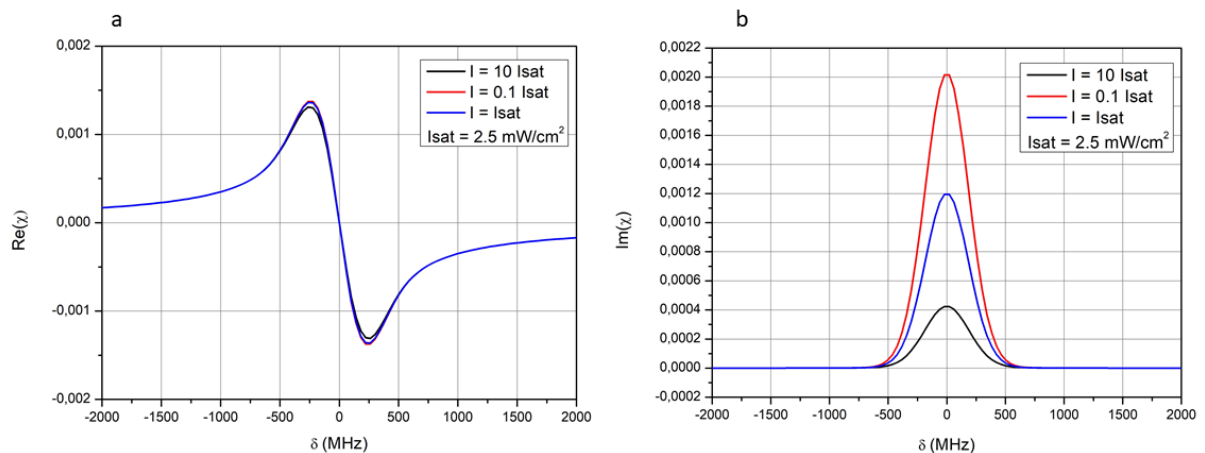 a
0,002
0,001
0,000
-0,001
-0,002
Re(χ)
I = 10 Isat
I = 0.1 Isat
I = Isat
Isat = 2.5 mW/cm²
-2000 -1500 -1000 -500 0 500 1000 1500 2000
δ (MHz)
b
0,0022
0,0020
0,0018
0,0016
0,0014
0,0012
0,0010
0,0008
0,0006
0,0004
0,0002
0,0000
-0,0002
Im(χ)
I = 10 Isat
I = 0.1 Isat
I = Isat
Isat = 2.5 mW/cm²
-2000 -1500 -1000 -500 0 500 1000 1500 2000
δ (MHz)